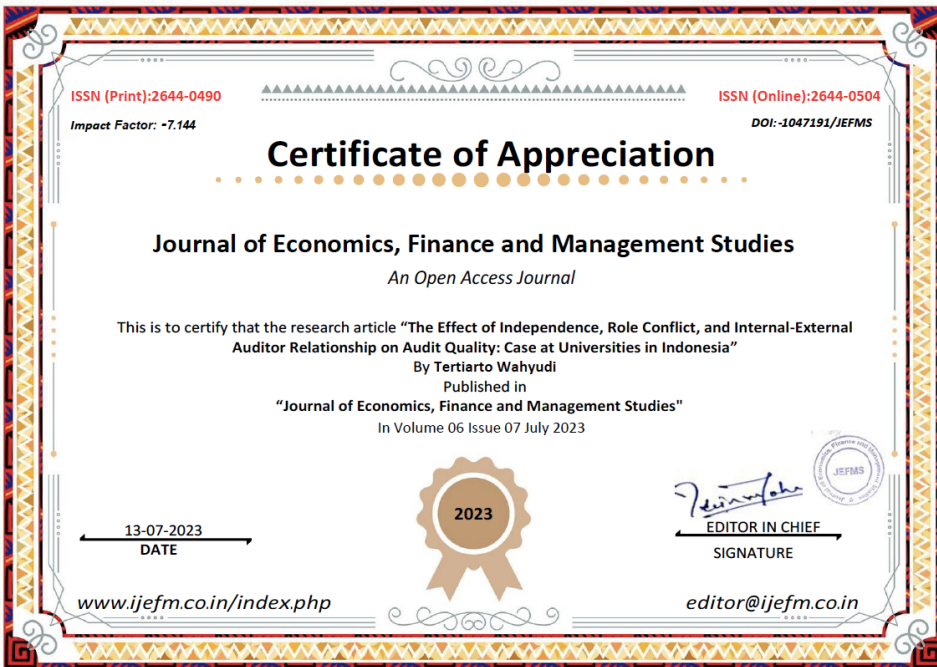 ISSN (Print):2644-0490
ISSN (Online):2644-0504
Impact Factor: -7.144
DOI:-1047191/JEFMS
Certificate of Appreciation
Journal of Economics, Finance and Management Studies
An Open Access Journal
This is to certify that the research article “The Effect of Independence, Role Conflict, and Internal-External
Auditor Relationship on Audit Quality: Case at Universities in Indonesia”
By Tertiarto Wahyudi
Published in
“Journal of Economics, Finance and Management Studies"
In Volume 06 Issue 07 July 2023
2023
JEFMS
13-07-2023
DATE
EDITOR IN CHIEF
SIGNATURE
www.ijefm.co.in/index.php
editor@ijefm.co.in